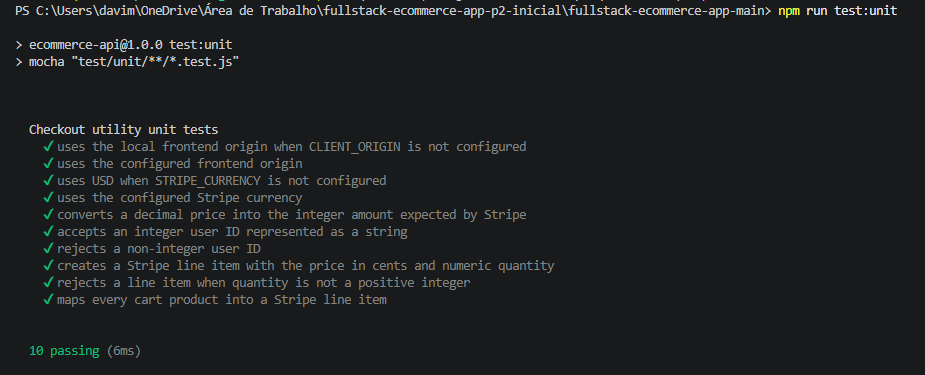 PS C:\Users\davim\OneDrive\Área de Trabalho\fullstack-ecommerce-app-p2-inicial\fullstack-ecommerce-app-main> npm run test:unit
> ecommerce-api@1.0.0 test:unit
> mocha "test/unit/**/*.test.js"
Checkout utility unit tests
✓ uses the local frontend origin when CLIENT_ORIGIN is not configured
✓ uses the configured frontend origin
✓ uses USD when STRIPE_CURRENCY is not configured
✓ uses the configured Stripe currency
✓ converts a decimal price into the integer amount expected by Stripe
✓ accepts an integer user ID represented as a string
✓ rejects a non-integer user ID
✓ creates a Stripe line item with the price in cents and numeric quantity
✓ rejects a line item when quantity is not a positive integer
✓ maps every cart product into a Stripe line item
10 passing (6ms)